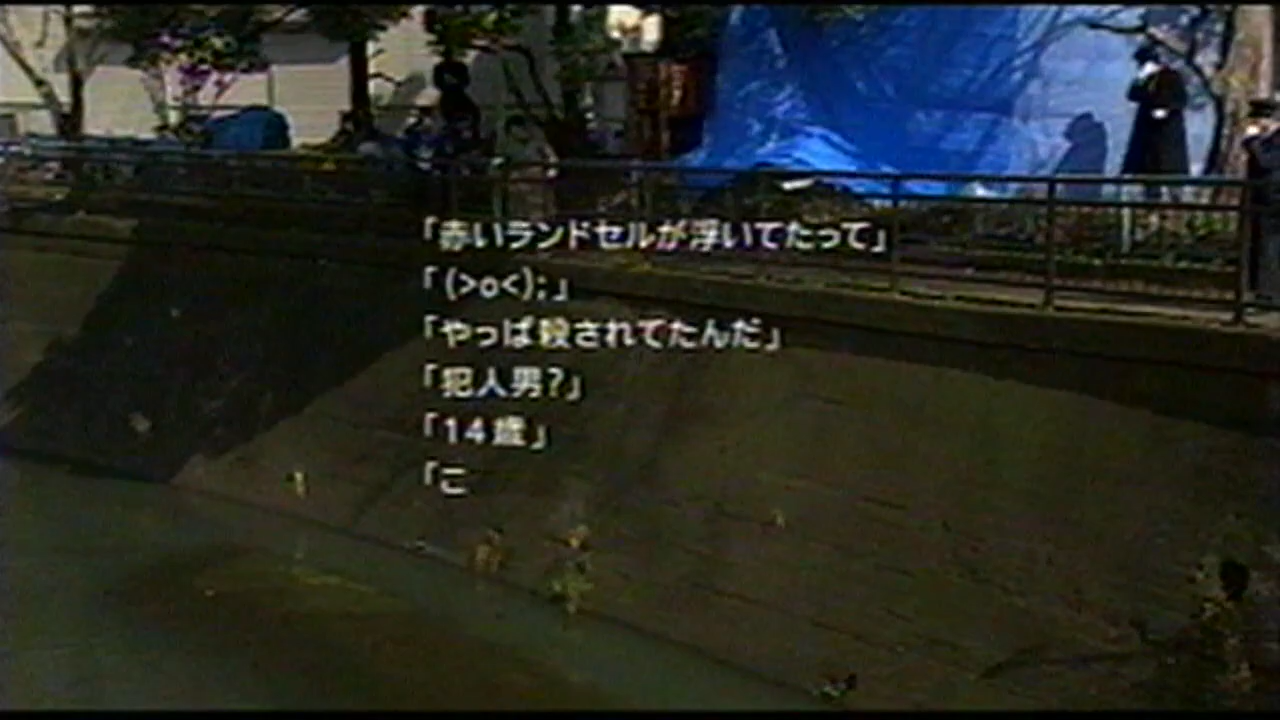 「赤いランドセルが浮いてたって」
「(>o<);」
「やっぱ殺されてたんだ」
「犯人男?」
「14歳」
「こ